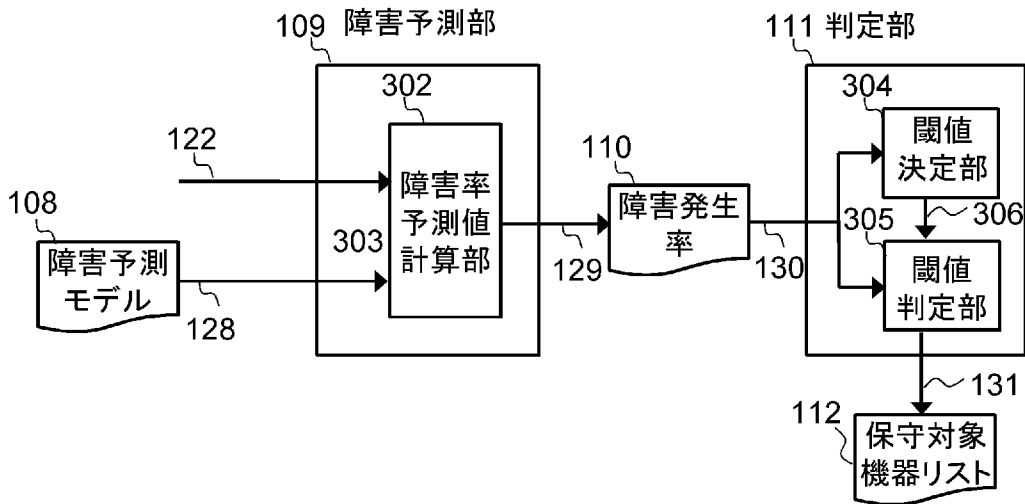 109 障害予測部
111 判定部
302
304
閾値
決定部
122
110
108
障害率
予測値
計算部
障害発生
率
305
306
303
障害予測
モデル
129
130
閾値
判定部
128
131
112
保守対象
機器リスト